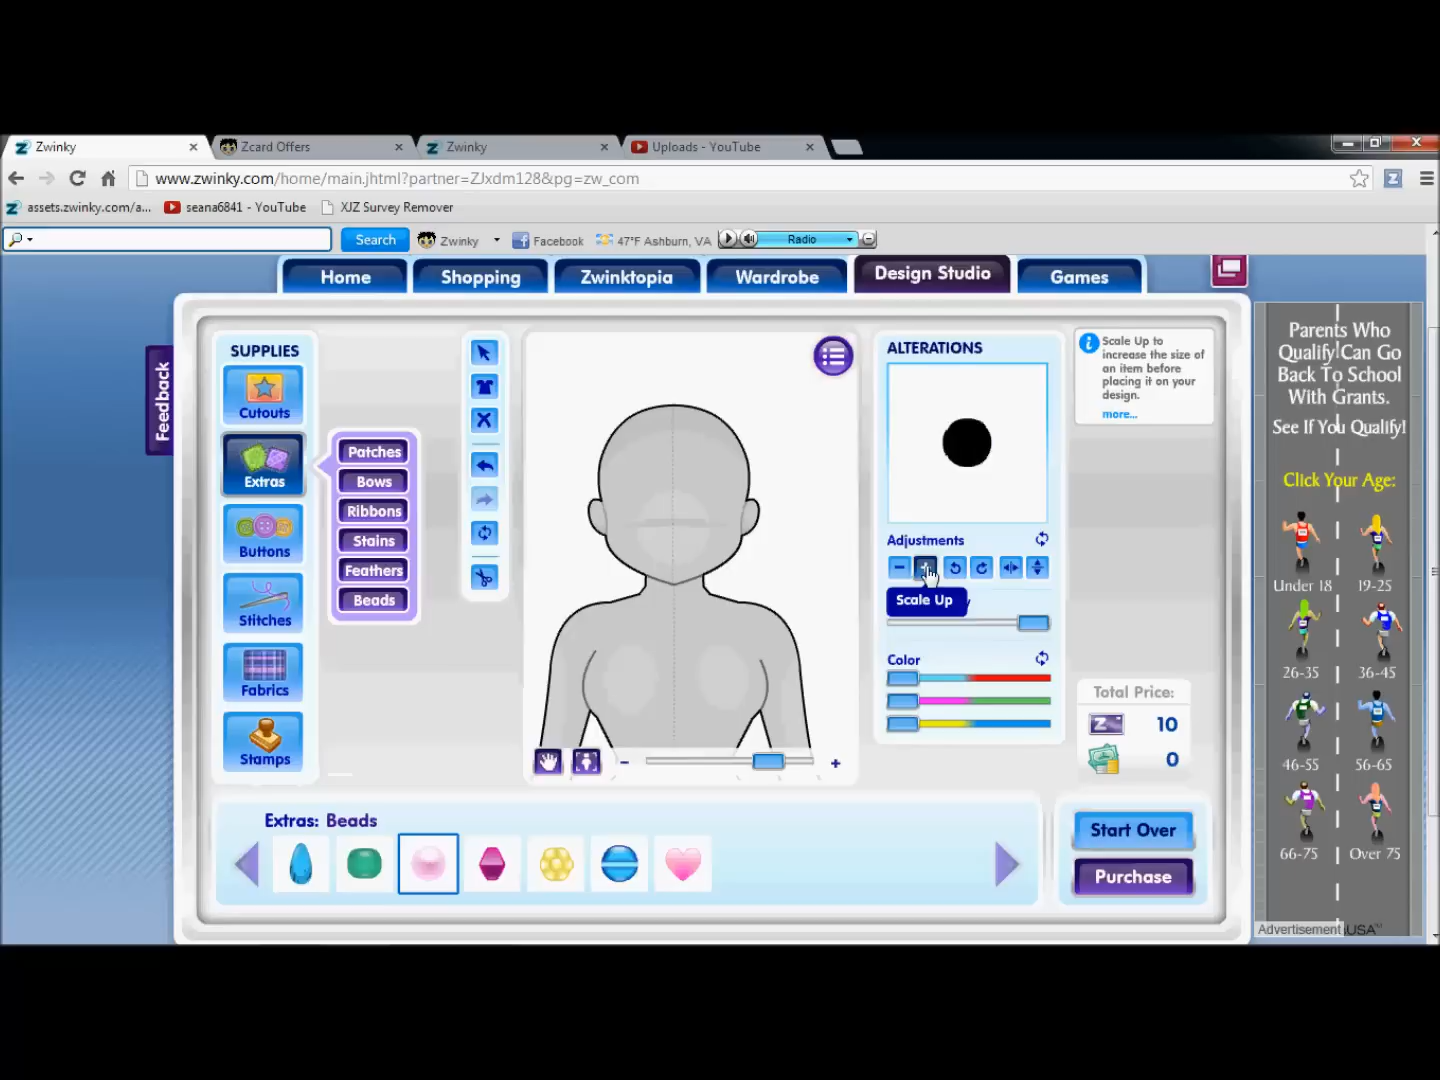 Zwinky
Zcard Offers
Zwinky
Uploads - YouTube
www.zwinky.com/home/main.jhtml?partner=ZJxdm128&pg=zw_com
assets.zwinky.com/a...
seana6841 - YouTube
XJZ Survey Remover
Search
Zwinky
Facebook
47°F Ashburn, VA
Radio
Home
Shopping
Zwinktopia
Wardrobe
Design Studio
Games
Feedback
SUPPLIES
Cutouts
Extras
Buttons
Stitches
Fabrics
Stamps
Patches
Bows
Ribbons
Stains
Feathers
Beads
ALTERATIONS
Adjustments
Scale Up
Color
Scale Up to
increase the size of
an item before
placing it on your
design.
more...
Total Price:
Z 10
0
Extras: Beads
Start Over
Purchase
Parents Who
Qualify Can Go
Back To School
With Grants.
See If You Qualify!
Click Your Age:
Under 18 19-25
26-35 36-45
46-55 56-65
66-75 Over 75
Advertisement